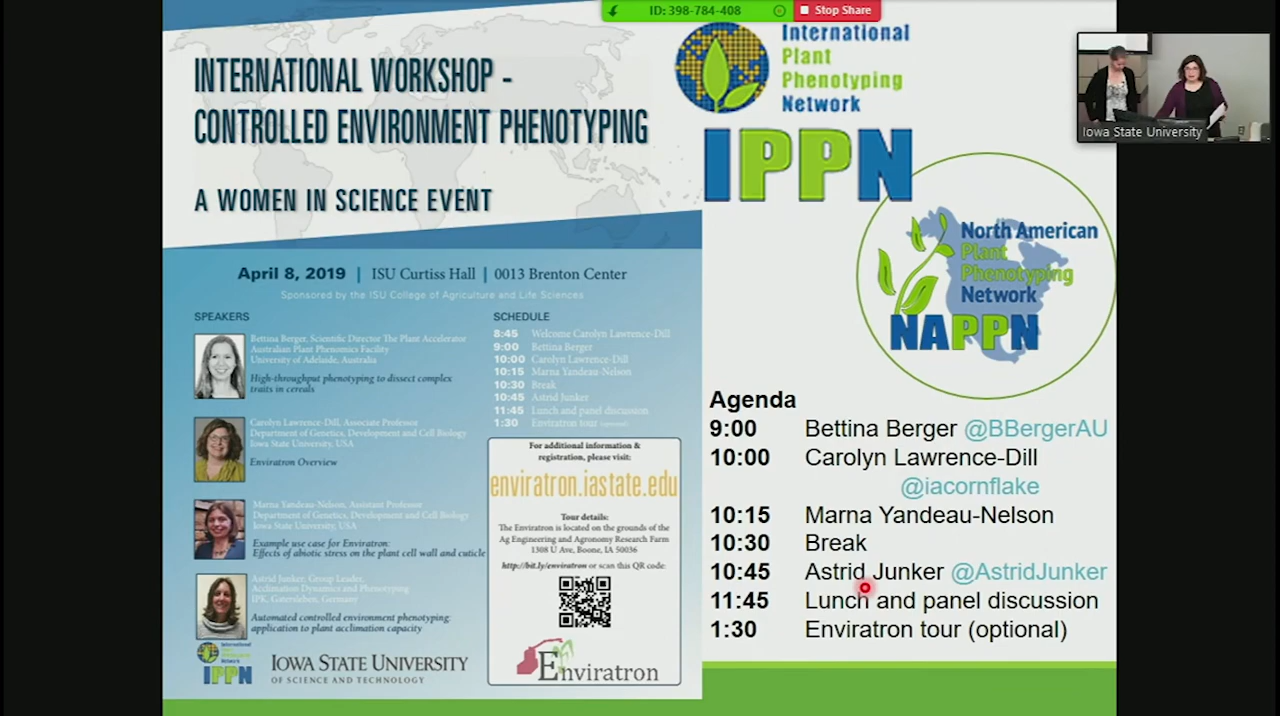 ID: 398-784-408
Stop Share
INTERNATIONAL WORKSHOP -
CONTROLLED ENVIRONMENT PHENOTYPING
A WOMEN IN SCIENCE EVENT
April 8, 2019 | ISU Curtiss Hall | 0013 Brenton Center
Sponsored by the ISU College of Agriculture and Life Sciences
SPEAKERS
Bettina Berger, Scientific Director The Plant Accelerator
Australian Plant Phenomics Facility
University of Adelaide, Australia
High-throughput phenotyping to dissect complex
traits in cereals
Carolyn Lawrence-Dill, Associate Professor
Department of Genetics, Development and Cell Biology
Iowa State University, USA
Enviratron Overview
Marna Yandeau-Nelson, Assistant Professor
Department of Genetics, Development and Cell Biology
Iowa State University, USA
Example use case for Enviratron:
Effects of abiotic stress on the plant cell wall and cuticle
Astrid Junker, Group Leader,
Acclimation Dynamics and Phenotyping
IPK, Gatersleben, Germany
Automated controlled environment phenotyping:
application to plant acclimation capacity
International
Plant
Phenotyping
Network
IPPN
IOWA STATE UNIVERSITY
OF SCIENCE AND TECHNOLOGY
SCHEDULE
8:45 Welcome Carolyn Lawrence-Dill
9:00 Bettina Berger
10:00 Carolyn Lawrence-Dill
10:15 Marna Yandeau-Nelson
10:30 Break
10:45 Astrid Junker
11:45 Lunch and panel discussion
1:30 Enviratron tour (optional)
For additional information &
registration, please visit:
enviratron.iastate.edu
Tour details:
The Enviratron is located on the grounds of the
Ag Engineering and Agronomy Research Farm
1308 U Ave, Boone, IA 50036
http://bit.ly/enviratron or scan this QR code:
Enviratron
International
Plant
Phenotyping
Network
IPPN
Iowa State University
North American
Plant
Phenotyping
Network
NAPPN
Agenda
9:00 Bettina Berger @BBergerAU
10:00 Carolyn Lawrence-Dill
@iacornflake
10:15 Marna Yandeau-Nelson
10:30 Break
10:45 Astrid Junker @AstridJunker
11:45 Lunch and panel discussion
1:30 Enviratron tour (optional)